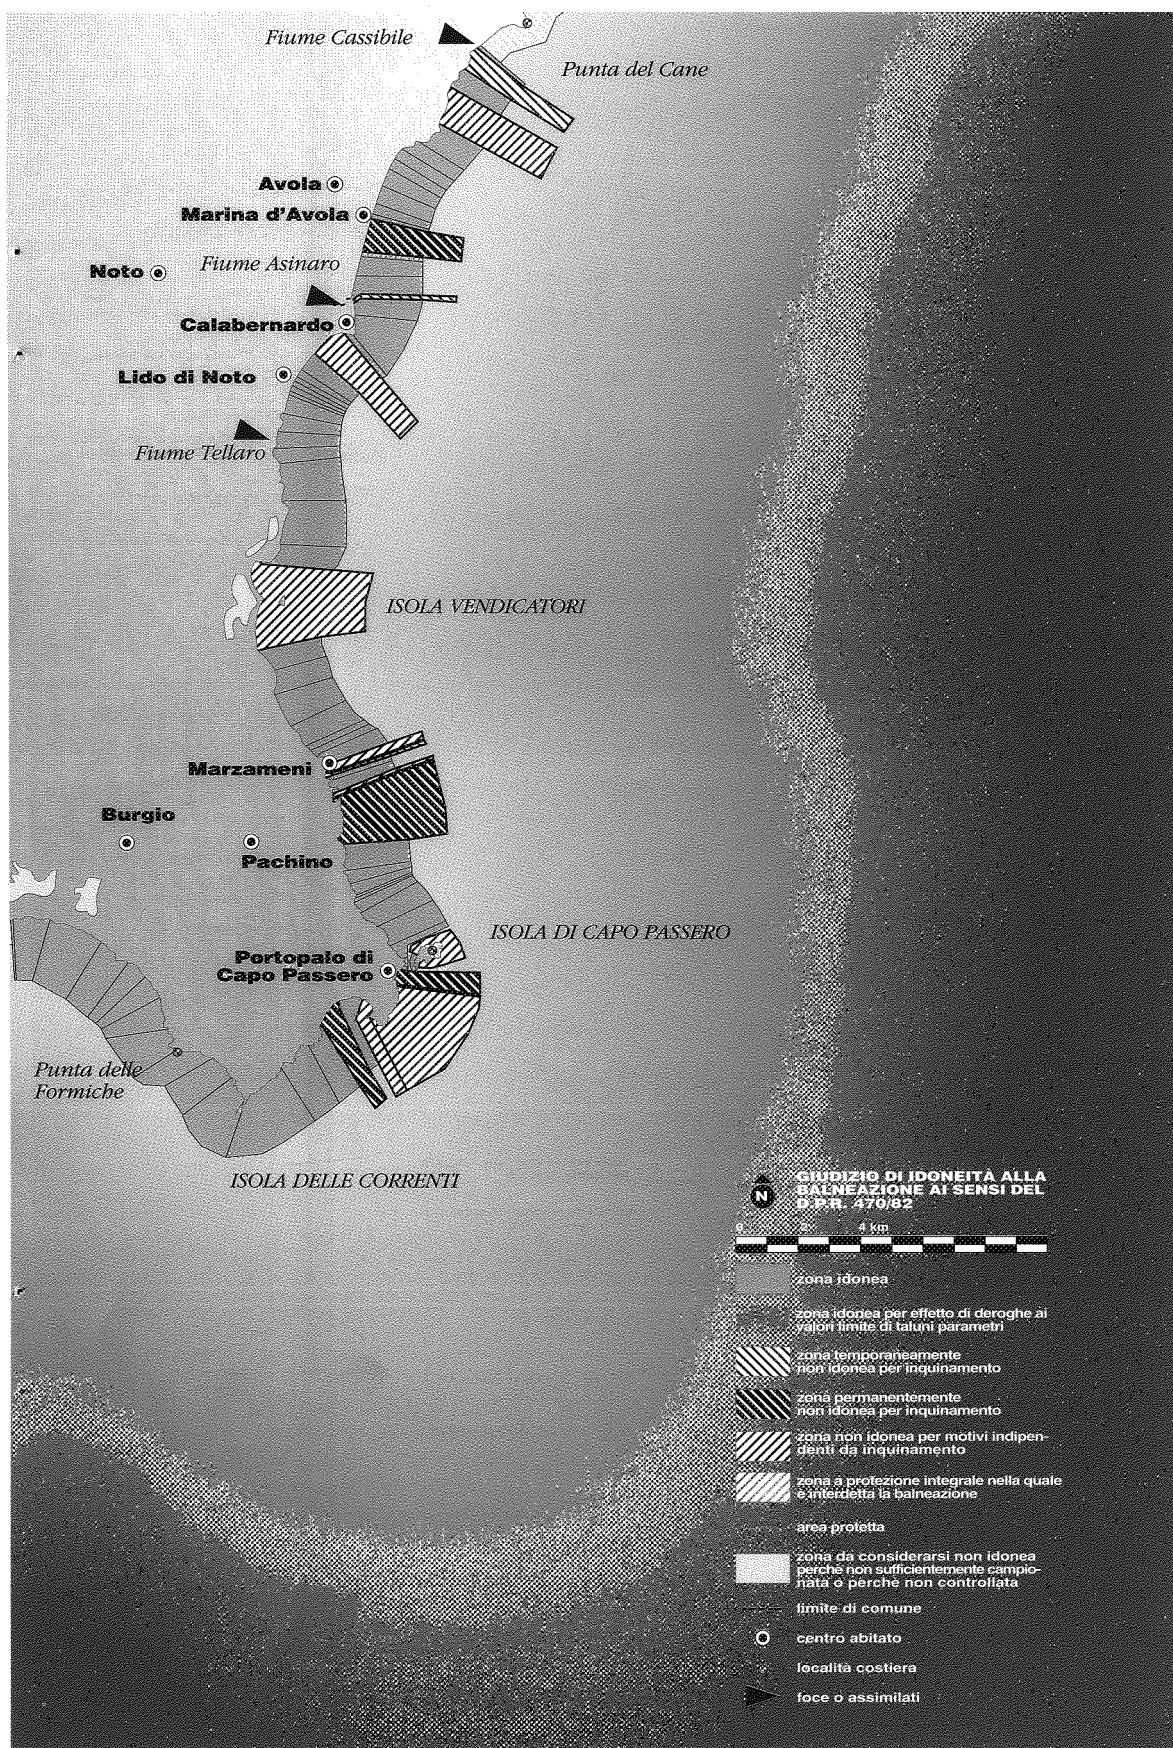 Fiume Cassibile
Punta del Cane
Avola
Marina d'Avola
Fiume Asinaro
Noto
Calabernardo
Lido di Noto
Fiume Tellaro
ISOLA VENDICATORI
Marzameni
Burgio
Pachino
ISOLA DI CAPO PASSERO
Portopalo di
Capo Passero
Punta delle
Formiche
ISOLA DELLE CORRENTI
GIUDIZIO DI IDONEITÀ ALLA
BALNEAZIONE AI SENSI DEL
D.P.R. 470/82
N
0 2 4 km
zona idonea
zona idonea per effetto di deroghe ai
valori limite di taluni parametri
zona temporaneamente
non idonea per inquinamento
zona permanentemente
non idonea per inquinamento
zona non idonea per motivi indipen-
denti da inquinamento
zona a protezione integrale nella quale
è interdetta la balneazione
area protetta
zona da considerarsi non idonea
perchè non sufficientemente campio-
nata o perchè non controllata
limite di comune
centro abitato
località costiera
foce o assimilati